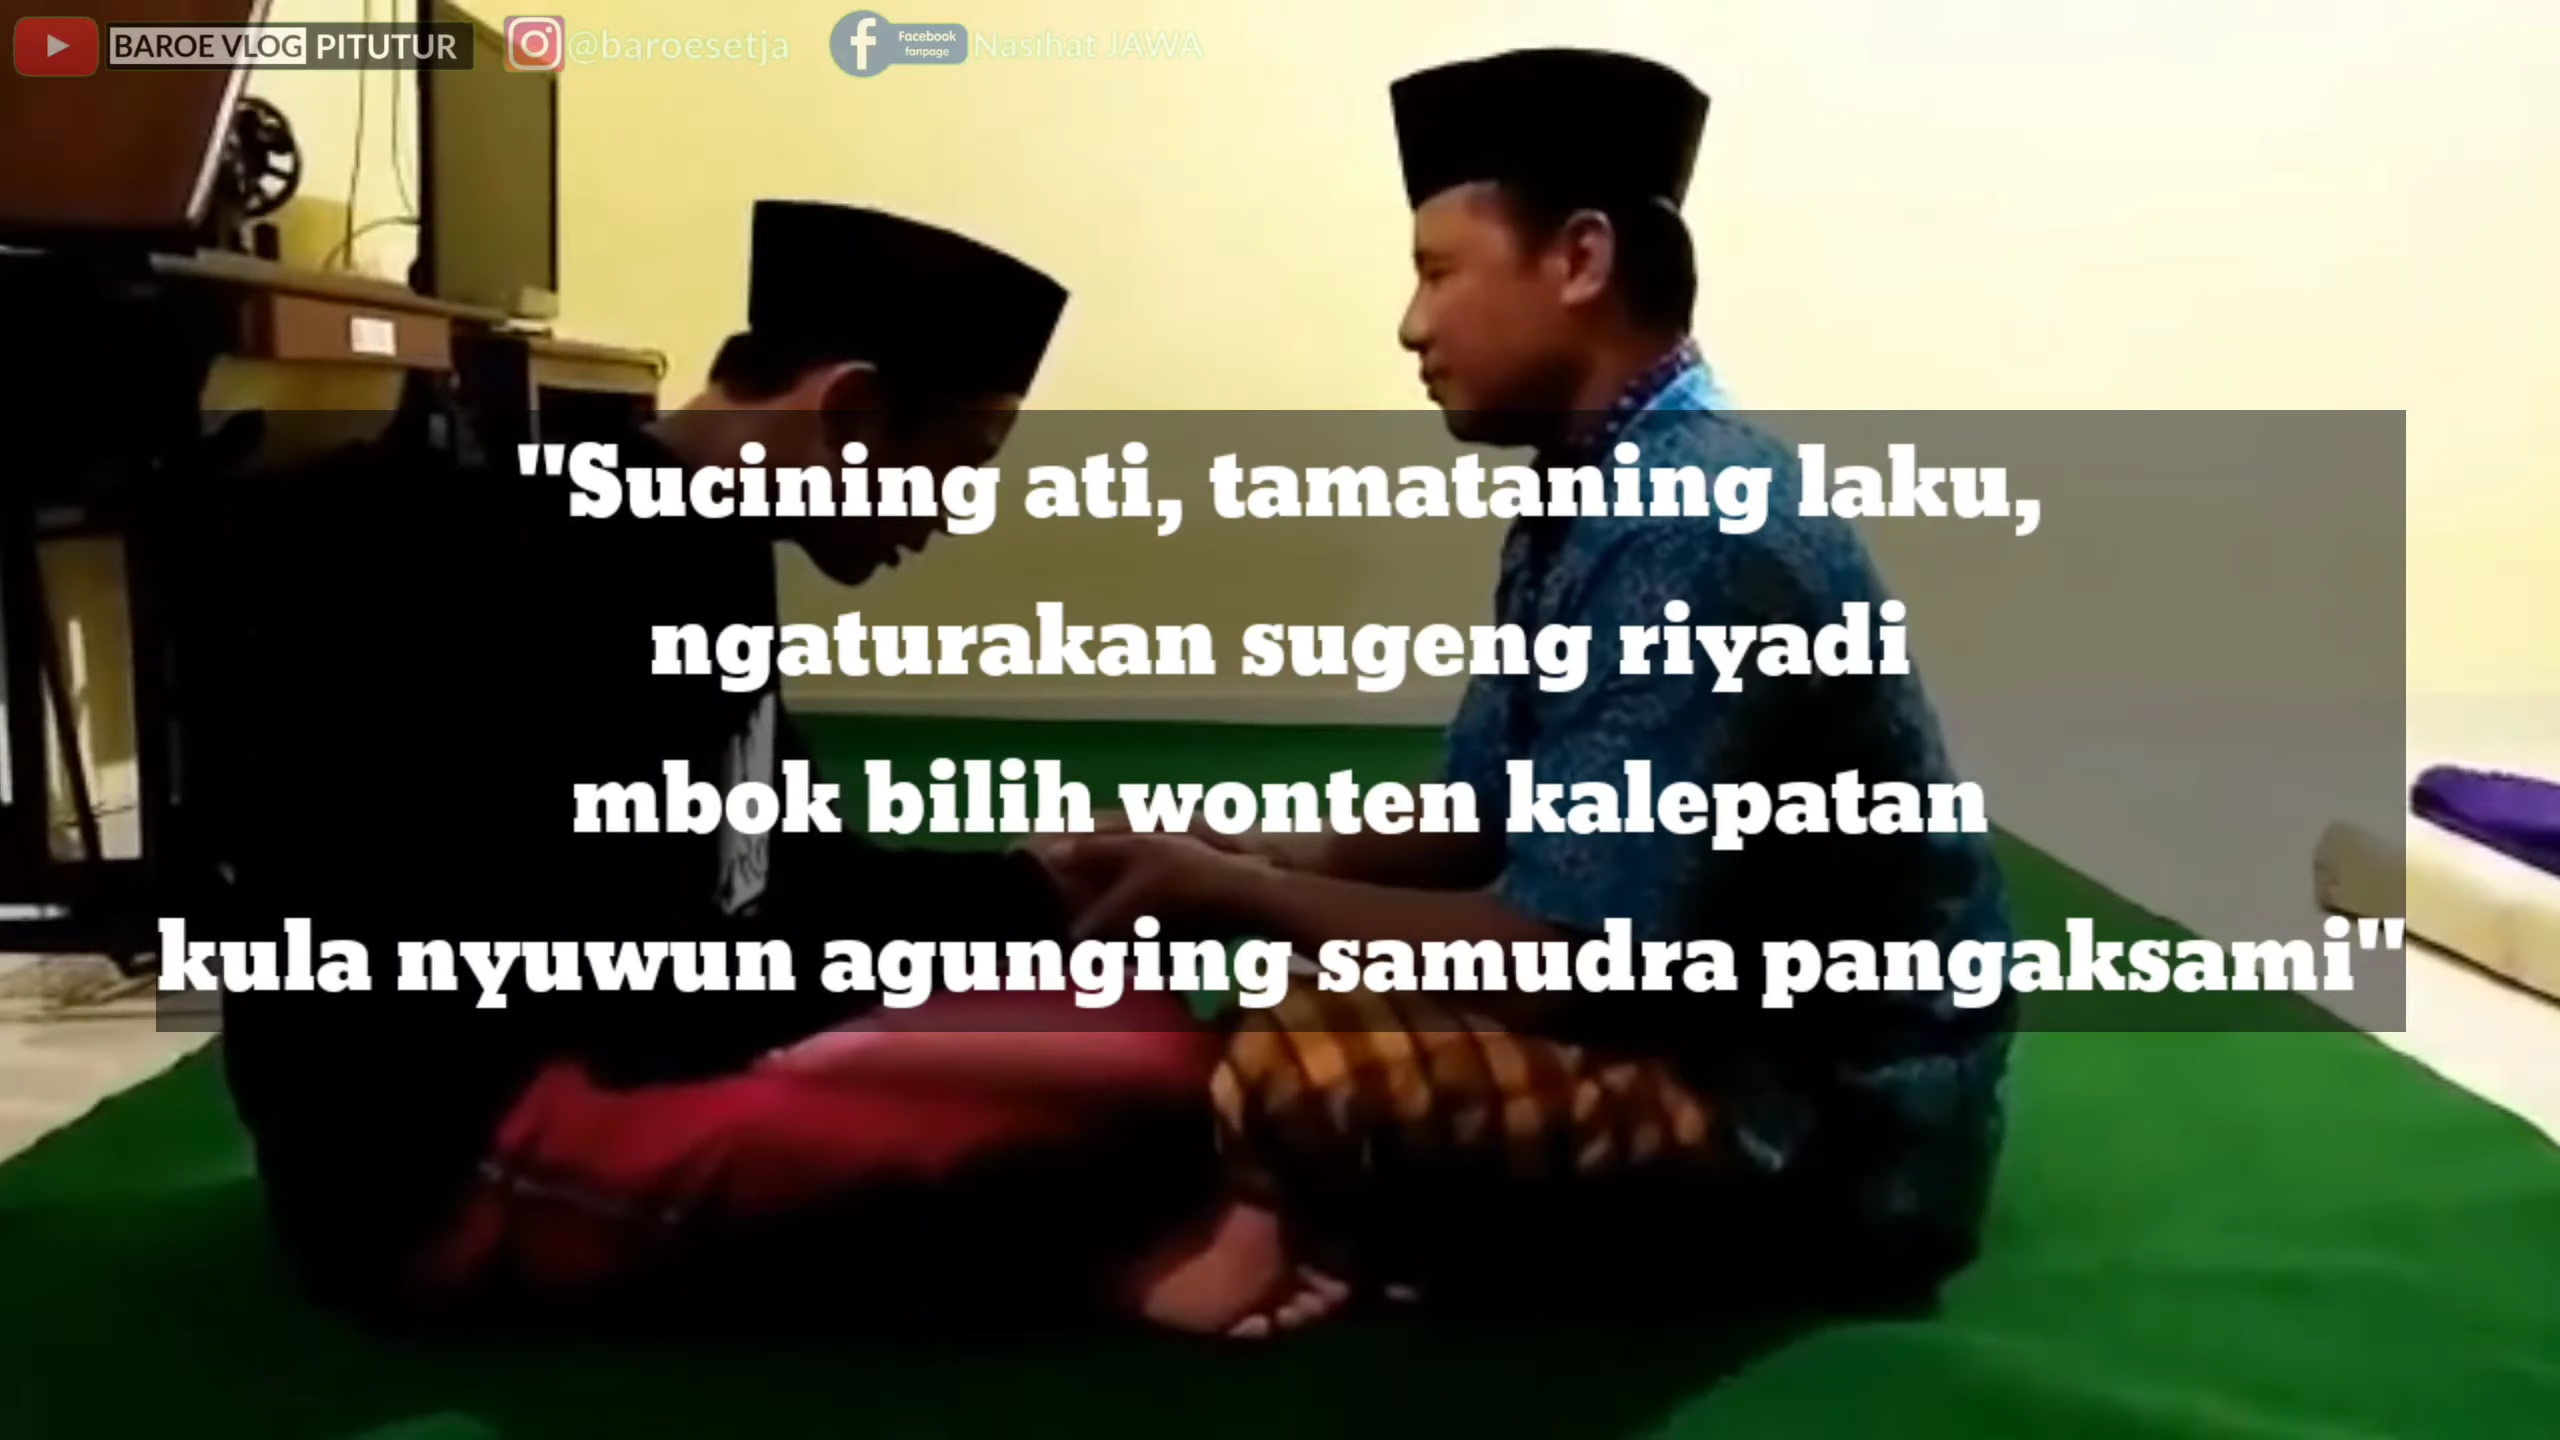 BAROE VLOG PITUTUR @baroesetja Facebook fanpage Nasihat JAWA
"Sucining ati, tamataning laku,
ngaturakan sugeng riyadi
mbok bilih wonten kalepatan
kula nyuwun agunging samudra pangaksami"